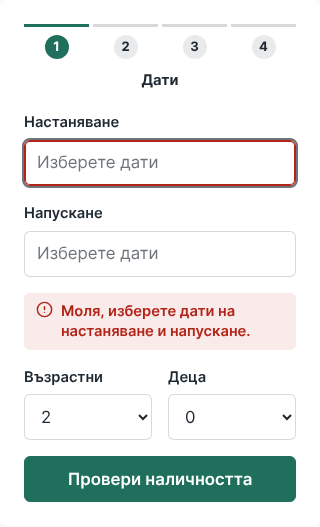 1
2
3
4
Дати
Настаняване
Изберете дати
Напускане
Изберете дати
Моля, изберете дати на
настаняване и напускане.
Възрастни
Деца
2
0
Провери наличността